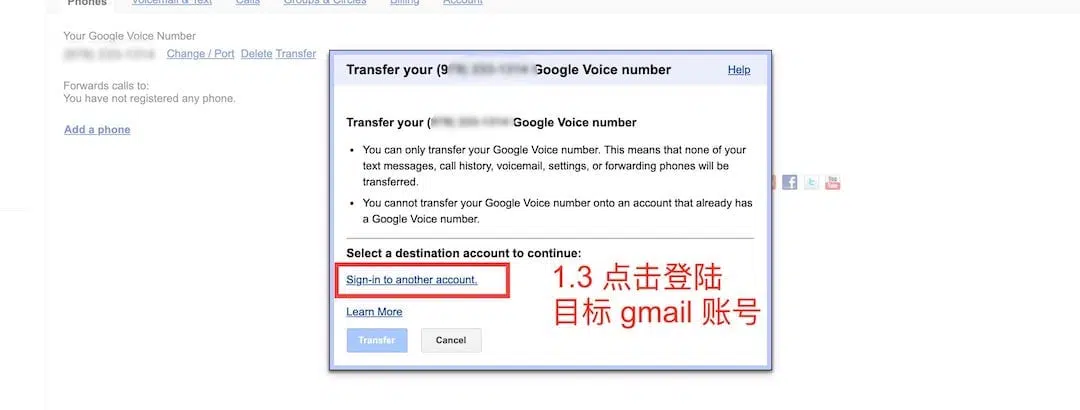 Phones Voicemail & Text Calls Groups & Circles Billing Account
Your Google Voice Number
Change / Port Delete Transfer
Forwards calls to:
You have not registered any phone.
Add a phone
Transfer your (9 Google Voice number
Help
Transfer your ( Google Voice number
• You can only transfer your Google Voice number. This means that none of your
text messages, call history, voicemail, settings, or forwarding phones will be
transferred.
• You cannot transfer your Google Voice number onto an account that already has
a Google Voice number.
Select a destination account to continue:
Sign-in to another account.
1.3 点击登陆
目标 gmail 账号
Learn More
Transfer
Cancel